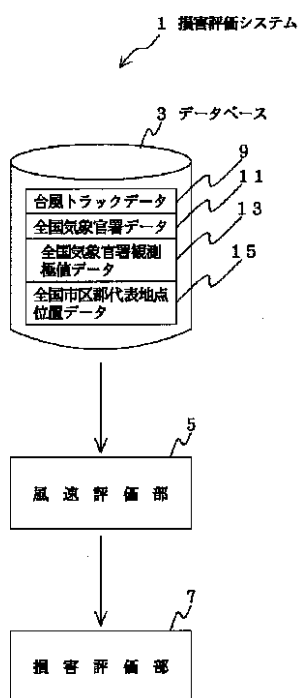 1 損害評価システム
3 データベース
9
台風トラックデータ
11
全国気象官署データ
13
全国気象官署観測
極値データ
15
全国市区郡代表地点
位置データ
5
風速評価部
7
損害評価部